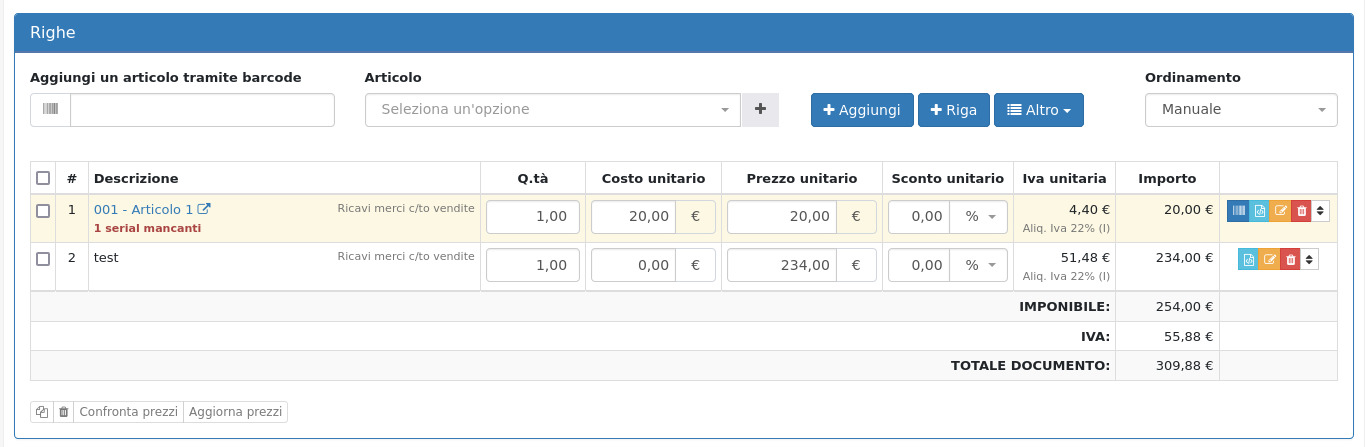 Righe
Aggiungi un articolo tramite barcode Articolo Ordinamento
Seleziona un'opzione + Aggiungi Riga Altro Manuale
# Descrizione Q.tà Costo unitario Prezzo unitario Sconto unitario Iva unitaria Importo
1 001 - Articolo 1 Ricavi merci c/to vendite 1,00 20,00 € 20,00 € 0,00 % 4,40 € 20,00 €
1 serial mancanti Aliq. Iva 22% (I)
2 test Ricavi merci c/to vendite 1,00 0,00 € 234,00 € 0,00 % 51,48 € 234,00 €
Aliq. Iva 22% (I)
IMPONIBILE: 254,00 €
IVA: 55,88 €
TOTALE DOCUMENTO: 309,88 €
Confronta prezzi Aggiorna prezzi